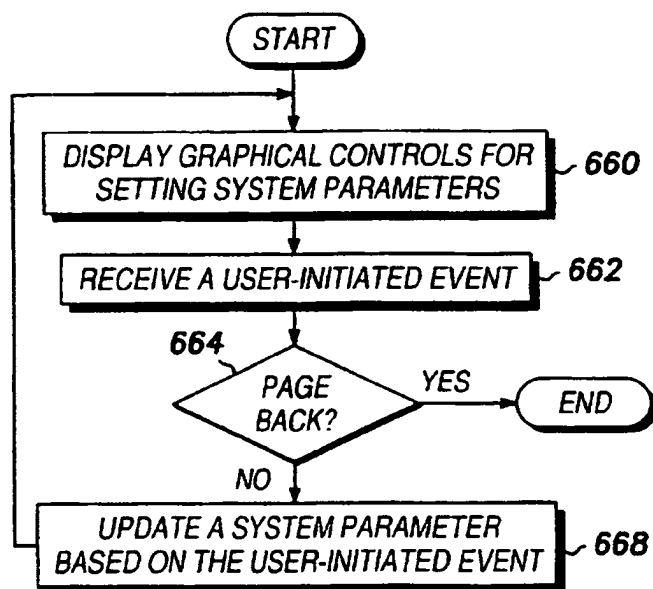 START
DISPLAY GRAPHICAL CONTROLS FOR
SETTING SYSTEM PARAMETERS
660
RECEIVE A USER-INITIATED EVENT
662
664
PAGE
BACK?
YES
END
NO
UPDATE A SYSTEM PARAMETER
BASED ON THE USER-INITIATED EVENT
668